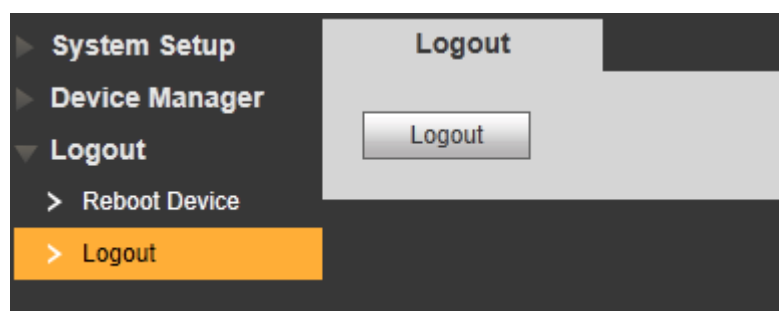 System Setup
Device Manager
Logout
> Reboot Device
> Logout
Logout
Logout